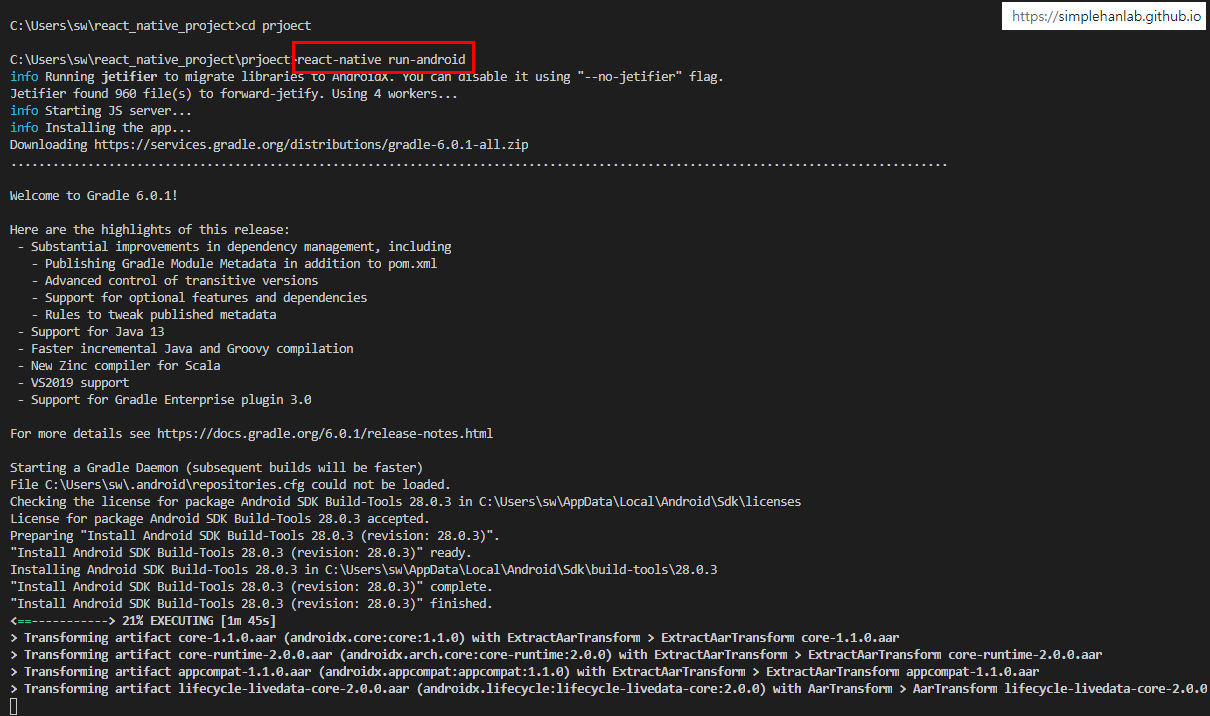 https://simplehanlab.github.io
C:\Users\sw\react_native_project>cd prjoect
C:\Users\sw\react_native_project\prjoect>react-native run-android
info Running jetifier to migrate libraries to AndroidX. You can disable it using "--no-jetifier" flag.
Jetifier found 960 file(s) to forward-jetify. Using 4 workers...
info Starting JS server...
info Installing the app...
Downloading https://services.gradle.org/distributions/gradle-6.0.1-all.zip
......................................................................................................................................
Welcome to Gradle 6.0.1!
Here are the highlights of this release:
- Substantial improvements in dependency management, including
- Publishing Gradle Module Metadata in addition to pom.xml
- Advanced control of transitive versions
- Support for optional features and dependencies
- Rules to tweak published metadata
- Support for Java 13
- Faster incremental Java and Groovy compilation
- New Zinc compiler for Scala
- VS2019 support
- Support for Gradle Enterprise plugin 3.0
For more details see https://docs.gradle.org/6.0.1/release-notes.html
Starting a Gradle Daemon (subsequent builds will be faster)
File C:\Users\sw\.android\repositories.cfg could not be loaded.
Checking the license for package Android SDK Build-Tools 28.0.3 in C:\Users\sw\AppData\Local\Android\Sdk\licenses
License for package Android SDK Build-Tools 28.0.3 accepted.
Preparing "Install Android SDK Build-Tools 28.0.3 (revision: 28.0.3)".
"Install Android SDK Build-Tools 28.0.3 (revision: 28.0.3)" ready.
Installing Android SDK Build-Tools 28.0.3 in C:\Users\sw\AppData\Local\Android\Sdk\build-tools\28.0.3
"Install Android SDK Build-Tools 28.0.3 (revision: 28.0.3)" complete.
"Install Android SDK Build-Tools 28.0.3 (revision: 28.0.3)" finished.
<==-----------> 21% EXECUTING [1m 45s]
> Transforming artifact core-1.1.0.aar (androidx.core:core:1.1.0) with ExtractAarTransform > ExtractAarTransform core-1.1.0.aar
> Transforming artifact core-runtime-2.0.0.aar (androidx.arch.core:core-runtime:2.0.0) with ExtractAarTransform > ExtractAarTransform core-runtime-2.0.0.aar
> Transforming artifact appcompat-1.1.0.aar (androidx.appcompat:appcompat:1.1.0) with ExtractAarTransform > ExtractAarTransform appcompat-1.1.0.aar
> Transforming artifact lifecycle-livedata-core-2.0.0.aar (androidx.lifecycle:lifecycle-livedata-core:2.0.0) with AarTransform > AarTransform lifecycle-livedata-core-2.0.0